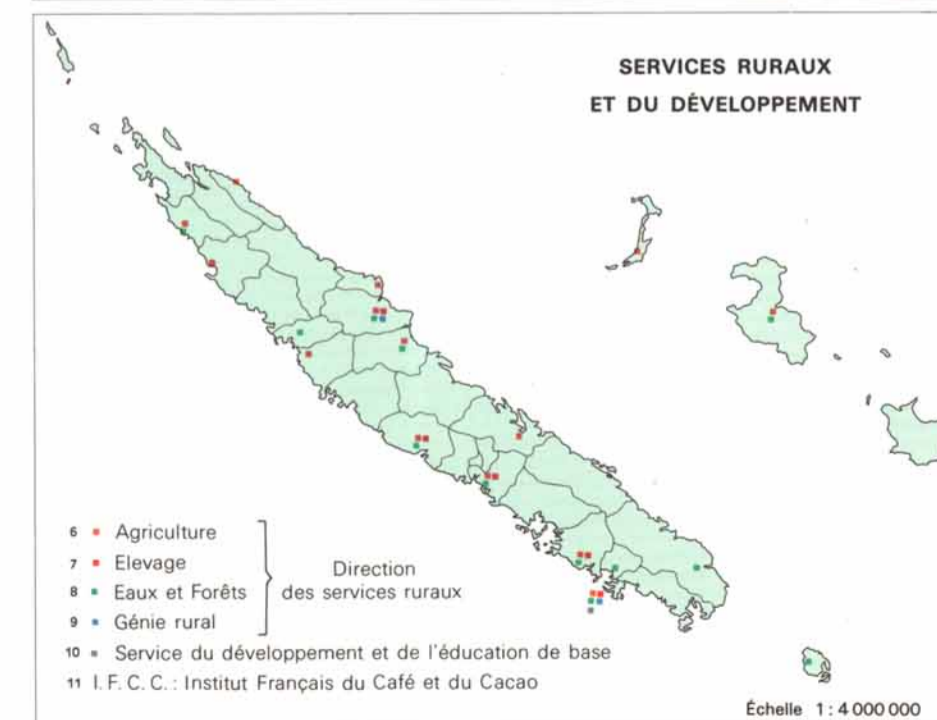 SERVICES RURAUX
ET DU DÉVELOPPEMENT
6 Agriculture
7 Elevage
8 Eaux et Forêts
9 Génie rural
Direction
des services ruraux
10 Service du développement et de l'éducation de base
11 I.F.C.C.: Institut Français du Café et du Cacao
Échelle 1:4 000 000